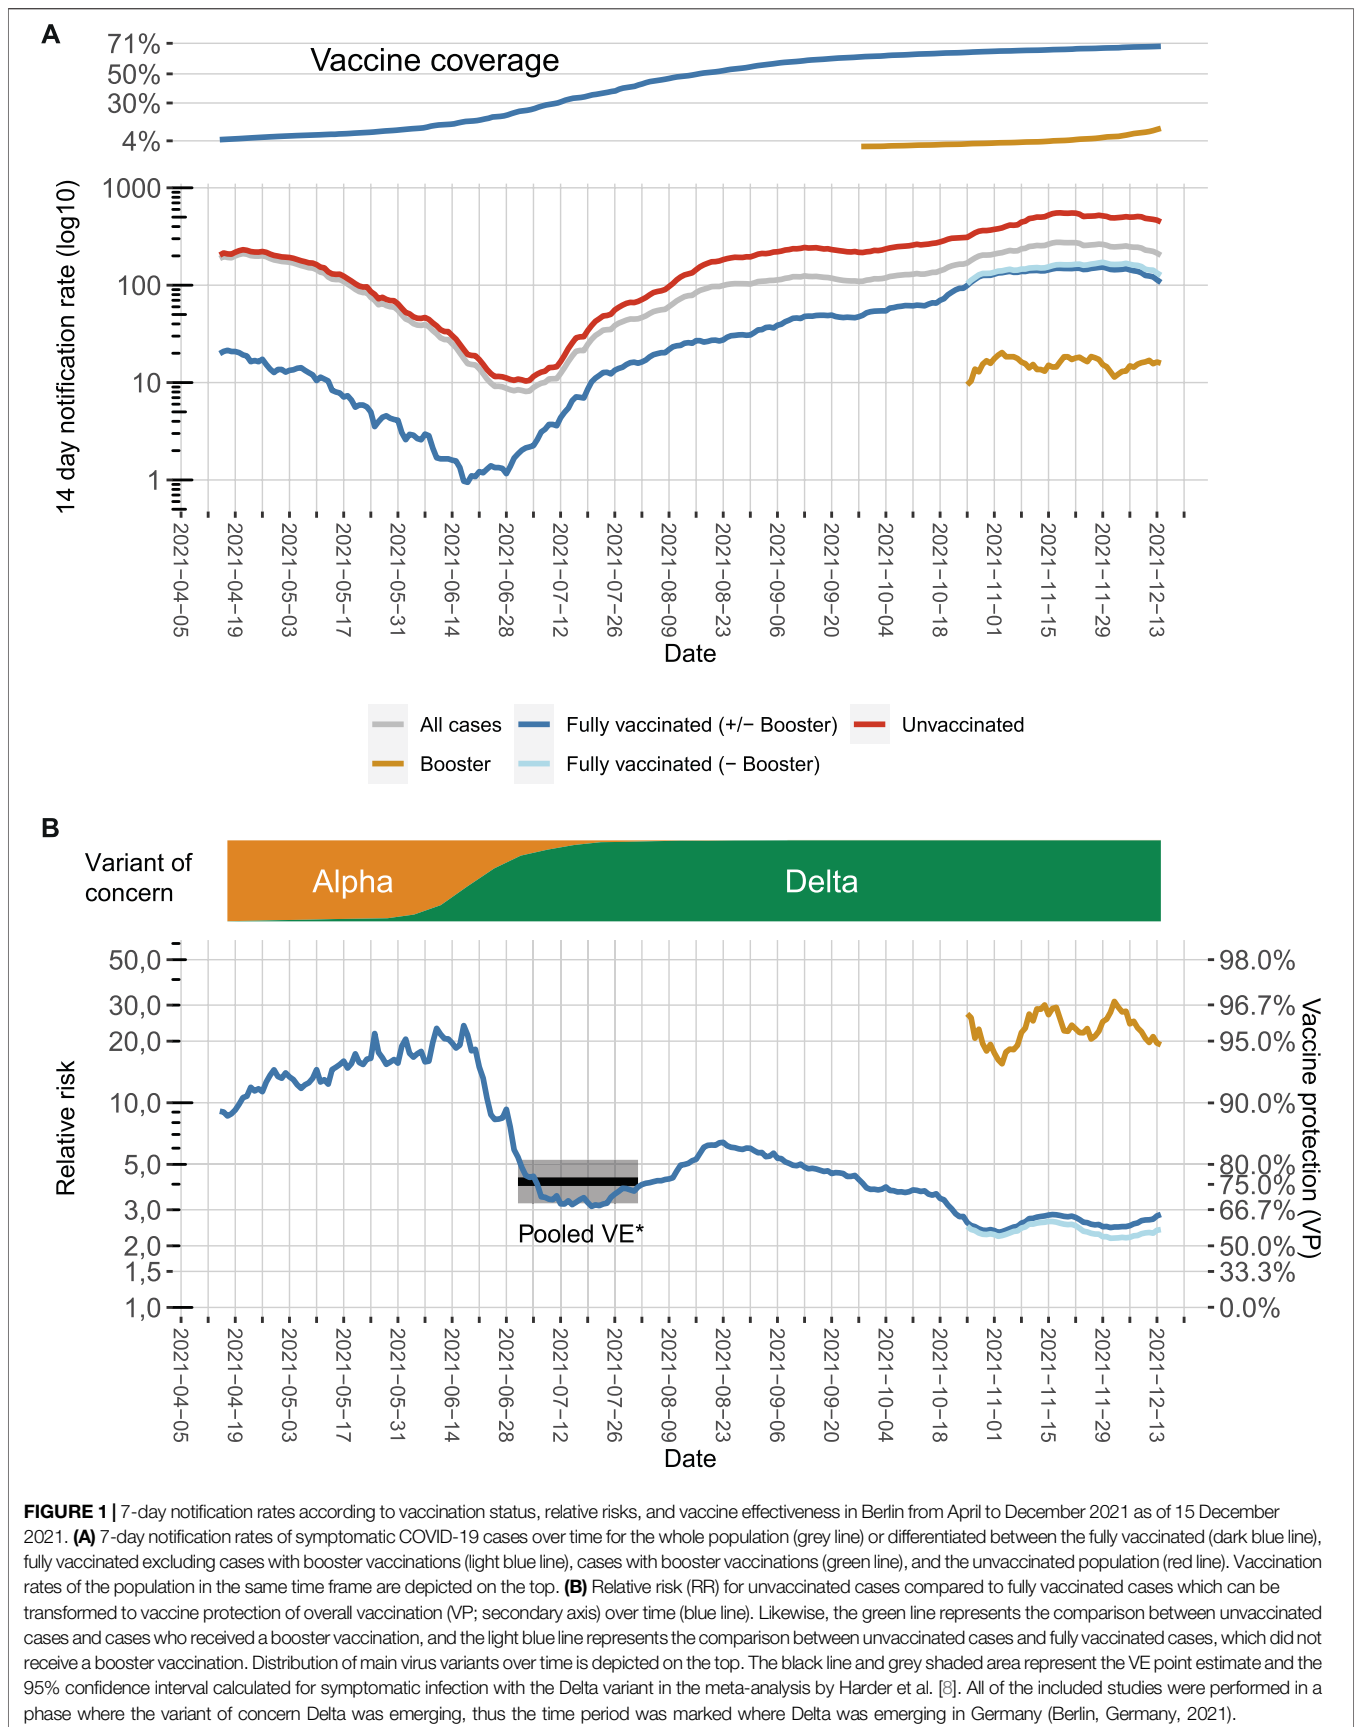 A
Vaccine coverage
71%
50%
30%
4%
14 day notification rate (log10)
1000
100
10
1
2021−04−05
2021−04−19
2021−05−03
2021−05−17
2021−05−31
2021−06−14
2021−06−28
2021−07−12
2021−07−26
2021−08−09
2021−08−23
2021−09−06
2021−09−20
2021−10−04
2021−10−18
2021−11−01
2021−11−15
2021−11−29
2021−12−13
Date
All cases
Fully vaccinated (+/− Booster)
Unvaccinated
Booster
Fully vaccinated (− Booster)
B
Variant of
concern
Alpha
Delta
Relative risk
50,0
30,0
20,0
10,0
5,0
3,0
2,0
1,5
1,0
Pooled VE*
98.0%
96.7%
95.0%
90.0%
80.0%
75.0%
66.7%
50.0%
33.3%
0.0%
Vaccine protection (VP)
2021−04−05
2021−04−19
2021−05−03
2021−05−17
2021−05−31
2021−06−14
2021−06−28
2021−07−12
2021−07−26
2021−08−09
2021−08−23
2021−09−06
2021−09−20
2021−10−04
2021−10−18
2021−11−01
2021−11−15
2021−11−29
2021−12−13
Date
FIGURE 1 | 7-day notification rates according to vaccination status, relative risks, and vaccine effectiveness in Berlin from April to December 2021 as of 15 December
2021. (A) 7-day notification rates of symptomatic COVID-19 cases over time for the whole population (grey line) or differentiated between the fully vaccinated (dark blue line),
fully vaccinated excluding cases with booster vaccinations (light blue line), cases with booster vaccinations (green line), and the unvaccinated population (red line). Vaccination
rates of the population in the same time frame are depicted on the top. (B) Relative risk (RR) for unvaccinated cases compared to fully vaccinated cases which can be
transformed to vaccine protection of overall vaccination (VP; secondary axis) over time (blue line). Likewise, the green line represents the comparison between unvaccinated
cases and cases who received a booster vaccination, and the light blue line represents the comparison between unvaccinated cases and fully vaccinated cases, which did not
receive a booster vaccination. Distribution of main virus variants over time is depicted on the top. The black line and grey shaded area represent the VE point estimate and the
95% confidence interval calculated for symptomatic infection with the Delta variant in the meta-analysis by Harder et al. [8]. All of the included studies were performed in a
phase where the variant of concern Delta was emerging, thus the time period was marked where Delta was emerging in Germany (Berlin, Germany, 2021).